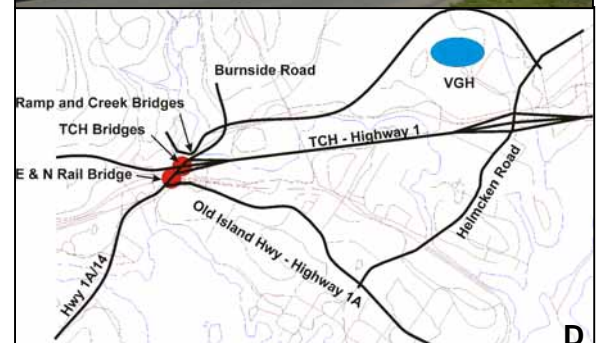 Burnside Road
VGH
Ramp and Creek Bridges
TCH Bridges
TCH - Highway 1
E & N Rail Bridge
Helmcken Road
Old Island Hwy - Highway 1A
Hwy 1A/14
D